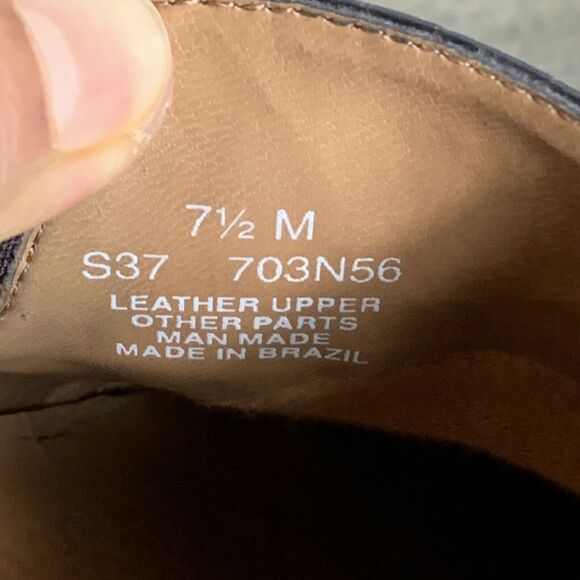 7½ M
S37 703N56
LEATHER UPPER
OTHER PARTS
MAN MADE
MADE IN BRAZIL